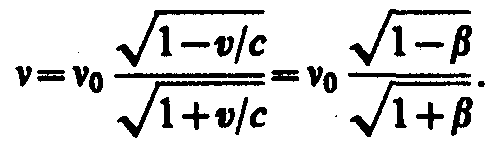 ν = ν₀ √(1−v/c) / √(1+v/c) = ν₀ √(1−β) / √(1+β).